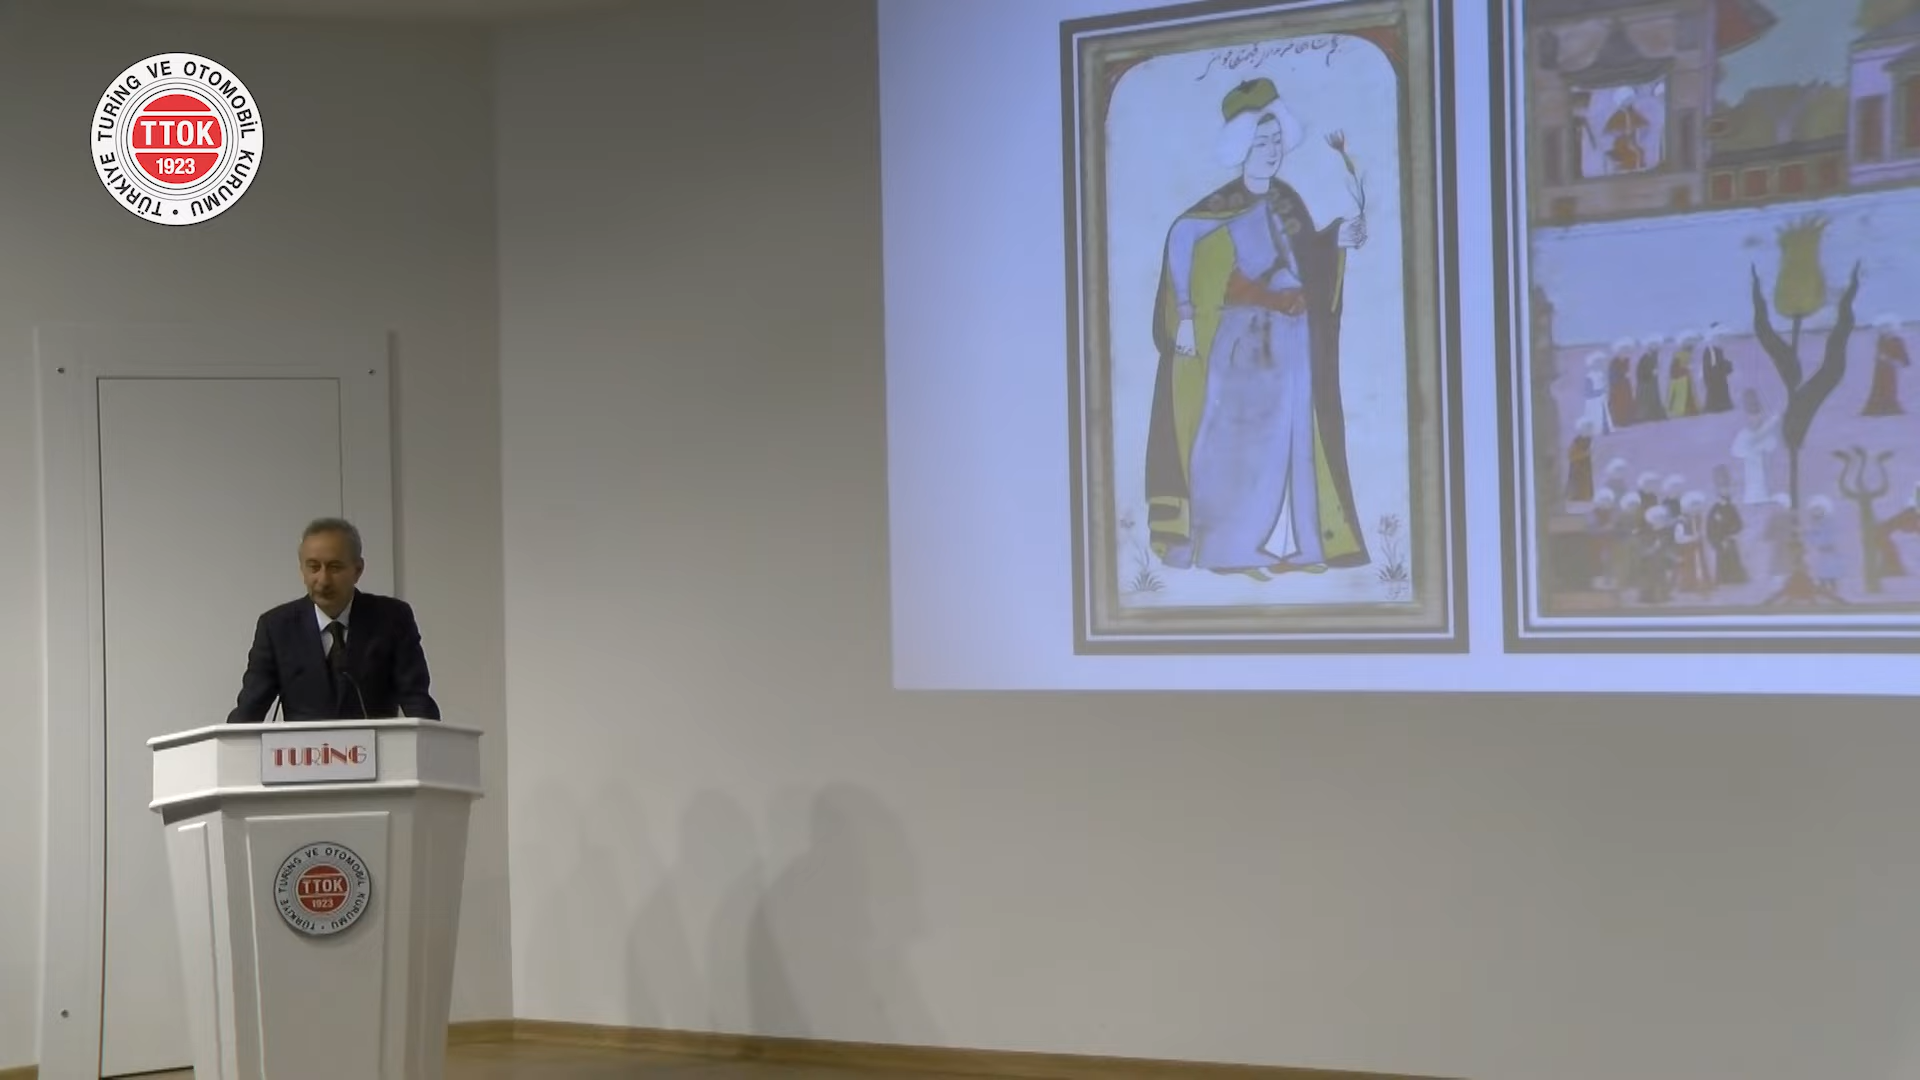 TÜRKİYE TURİNG VE OTOMOBİL KURUMU
TTOK
1923
TURİNG
TÜRKİYE TURİNG VE OTOMOBİL KURUMU
TTOK
1923